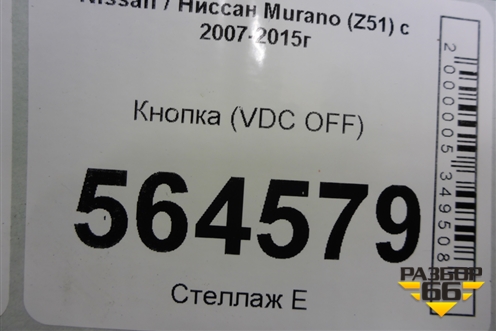 Nissan / Ниссан Murano (Z51) с
2007-2015г
Кнопка (VDC OFF)
564579
Стеллаж Е
2000005349508
РАЗБОР
66